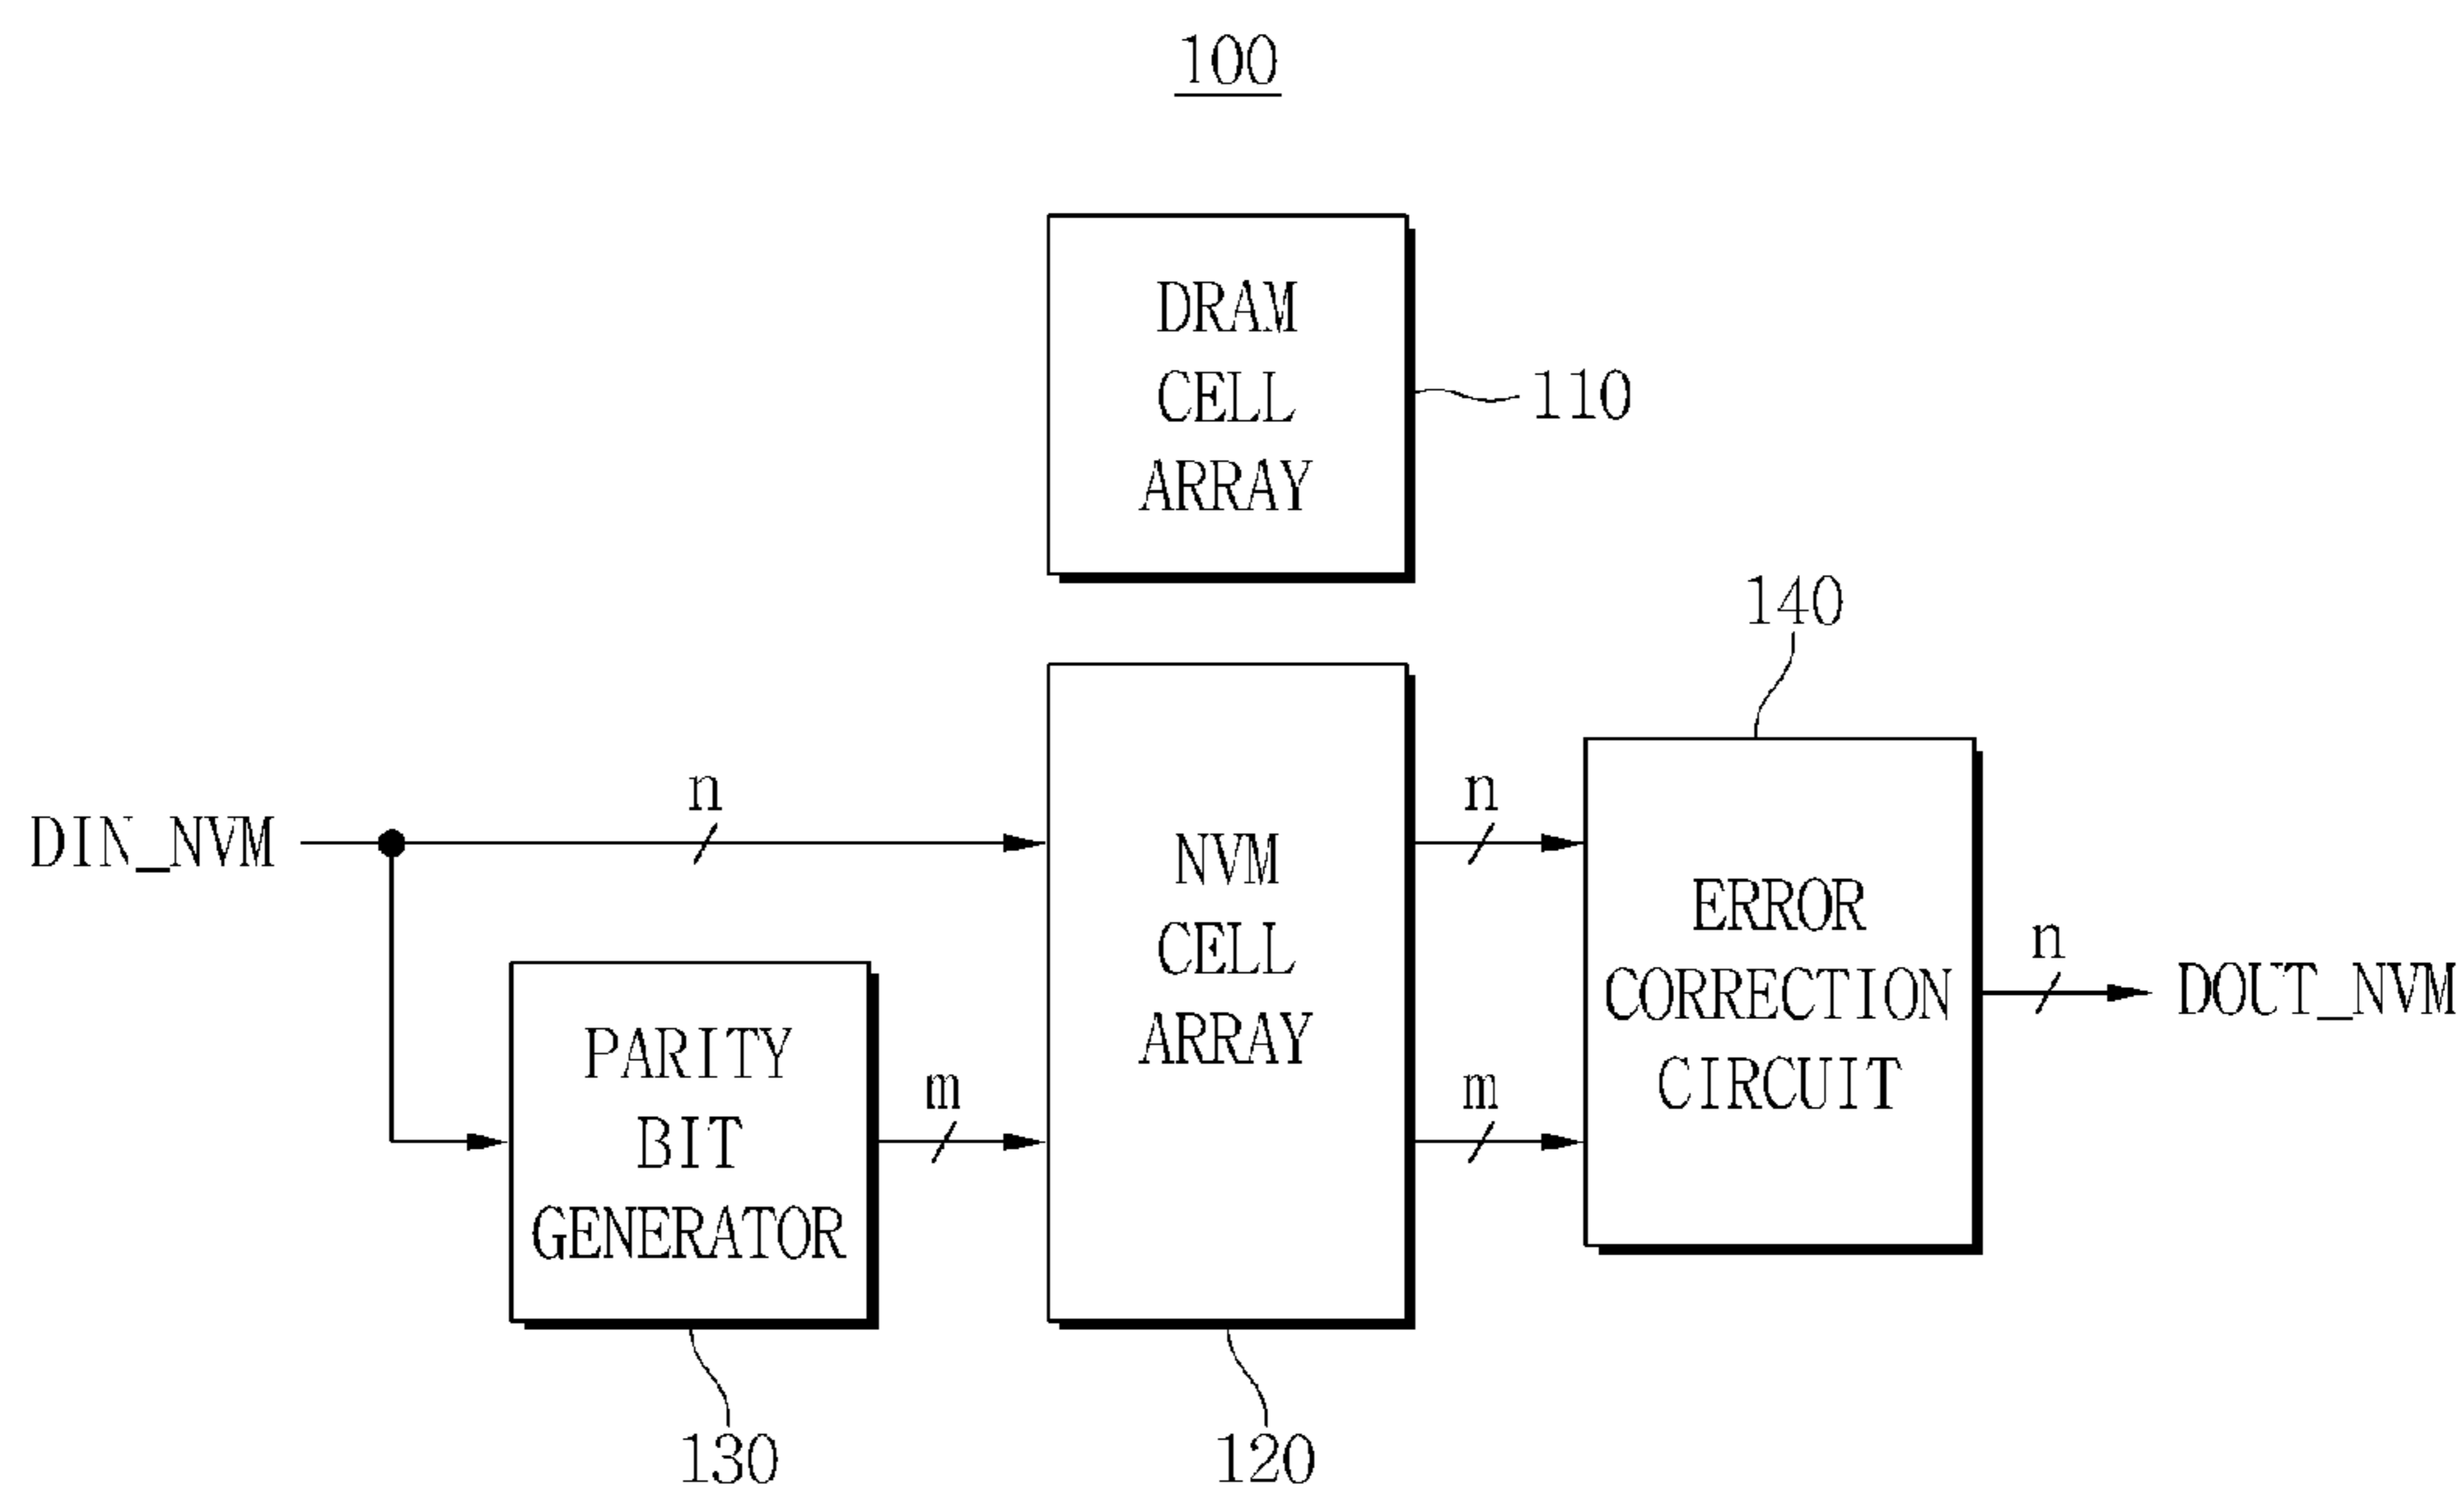 100
DRAM
CELL
ARRAY
110
140
n
n
DIN_NVM
NVM
CELL
ARRAY
ERROR
CORRECTION
CIRCUIT
n
DOUT_NVM
PARITY
BIT
GENERATOR
m
m
130
120